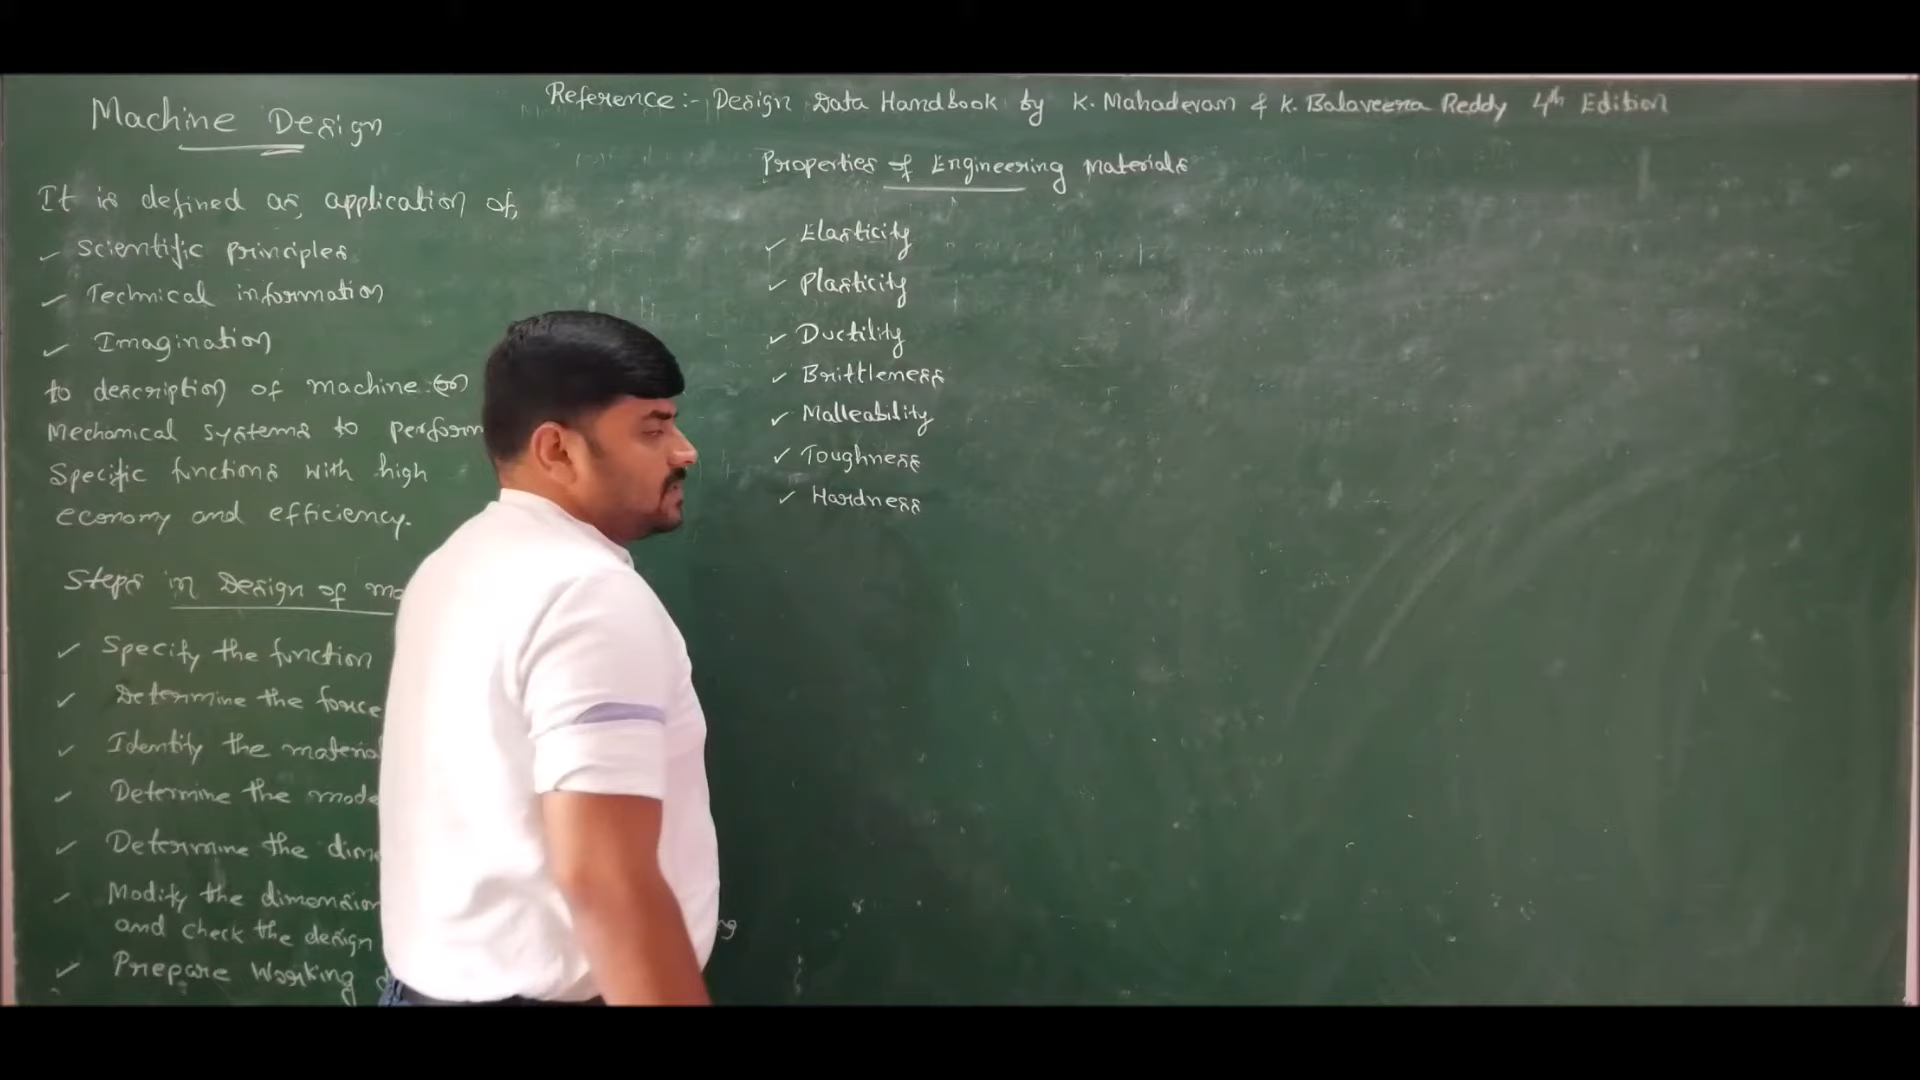 Machine Design
It is defined as, application of,
✓ Scientific principles
✓ Technical information
✓ Imagination
to description of machine (or)
Mechanical systems to perform
Specific functions with high
economy and efficiency.
Steps in Design of
✓ Specify the function
✓ Determine the force
✓ Identify the material
✓ Determine the mode
✓ Determine the
✓ Modify the dimension
and check the design
✓ Prepare Working
Reference:- Design Data Handbook by K. Mahadevan & K. Balaveera Reddy 4th Edition
Properties of Engineering Materials
✓ Elasticity
✓ Plasticity
✓ Ductility
✓ Brittleness
✓ Malleability
✓ Toughness
✓ Hardness